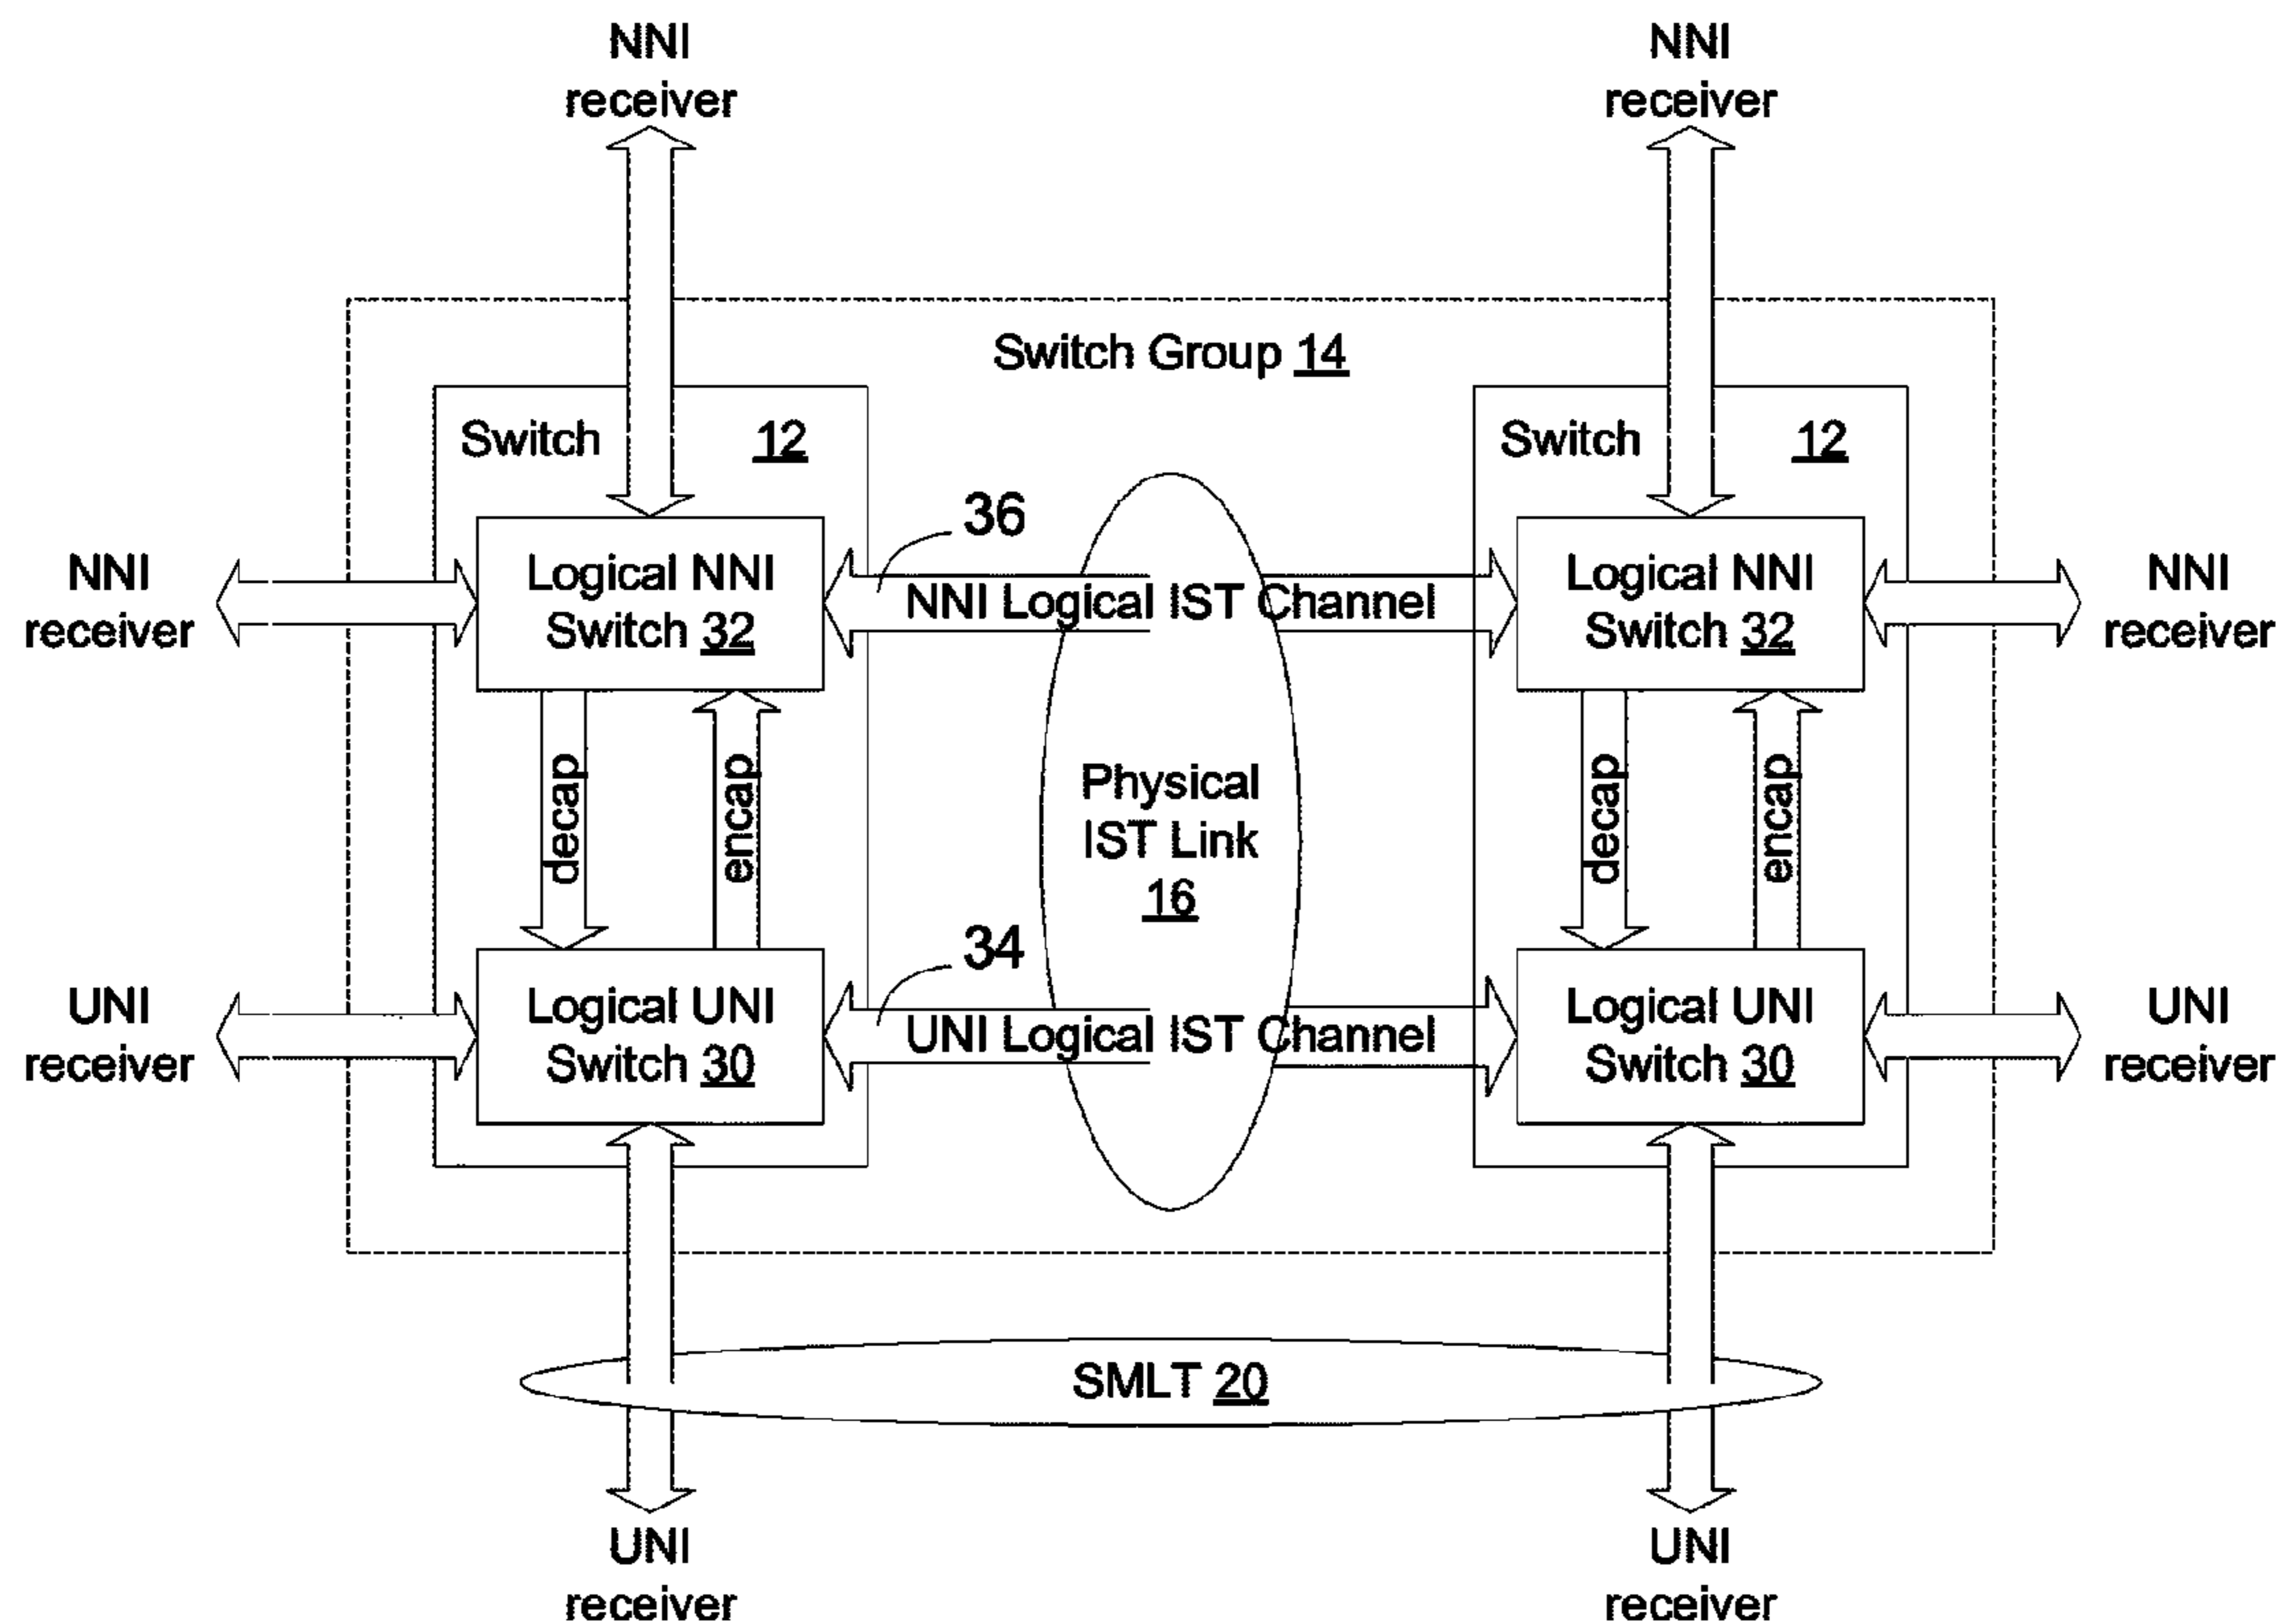 NNI
receiver
NNI
receiver
Switch Group 14
Switch 12
Switch 12
36
NNI
receiver
Logical NNI
Switch 32
NNI Logical IST Channel
Logical NNI
Switch 32
NNI
receiver
decap
encap
Physical
IST Link
16
decap
encap
34
UNI
receiver
Logical UNI
Switch 30
UNI Logical IST Channel
Logical UNI
Switch 30
UNI
receiver
SMLT 20
UNI
receiver
UNI
receiver